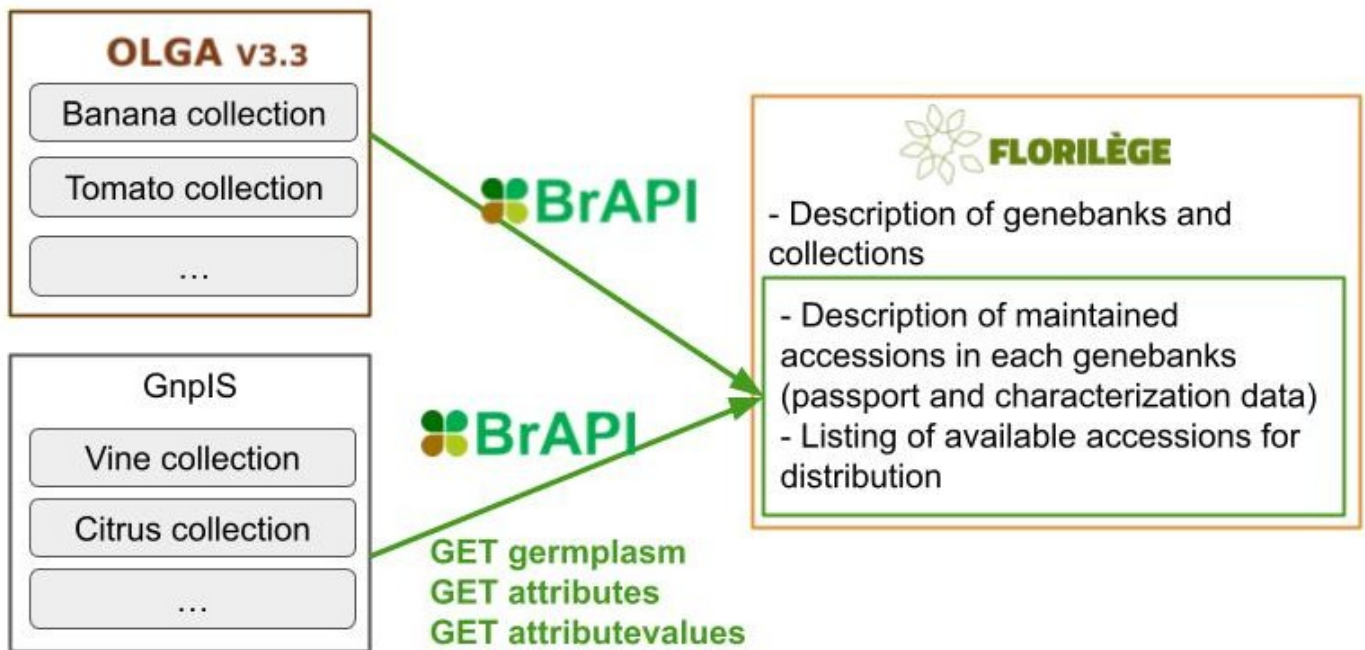 OLGA V3.3
Banana collection
Tomato collection
...
GnpIS
Vine collection
Citrus collection
...
BrAPI
BrAPI
GET germplasm
GET attributes
GET attributevalues
FLORILÈGE
- Description of genebanks and
collections
- Description of maintained
accessions in each genebanks
(passport and characterization data)
- Listing of available accessions for
distribution